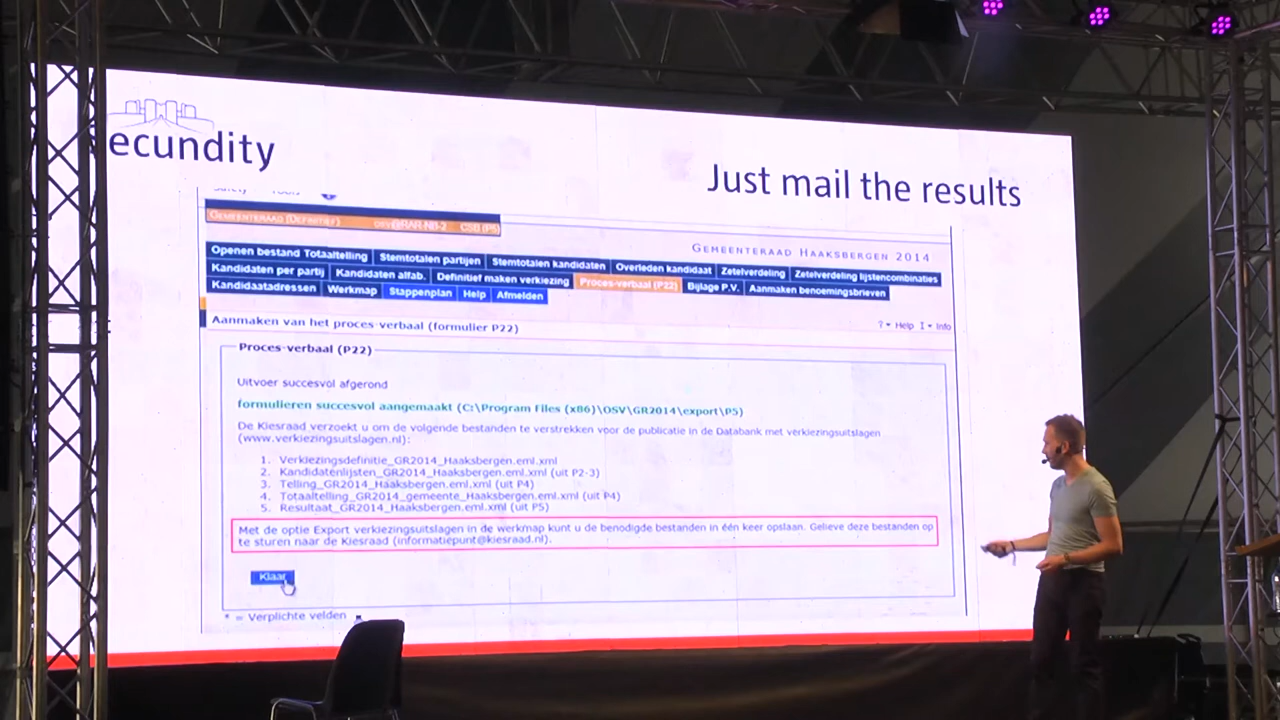 ecundity
Just mail the results
GEMEENTERAAD (DEFINITIEF) CSB (P5)
GEMEENTERAAD HAAKSBERGEN 2014
Openen bestand Totaaltelling Stemtotalen partijen Stemtotalen kandidaten Overleden kandidaat Zetelverdeling Zetelverdeling lijstencombinaties
Kandidaten per partij Kandidaten alfab. Definitief maken verkiezing Proces-verbaal (P22) Bijlage P.V. Aanmaken benoemingsbrieven
Kandidaatadressen Werkmap Stappenplan Help Afmelden
Aanmaken van het proces-verbaal (formulier P22)
? Help I Info
Proces-verbaal (P22)
Uitvoer succesvol afgerond
formulieren succesvol aangemaakt (C:\Program Files (x86)\OSV\GR2014\export\P5)
De Kiesraad verzoekt u om de volgende bestanden te verstrekken voor de publicatie in de Databank met verkiezingsuitslagen
(www.verkiezingsuitslagen.nl):
1. Verkiezingsdefinitie_GR2014_Haaksbergen.eml.xml
2. Kandidatenlijsten_GR2014_Haaksbergen.eml.xml (uit P2-3)
3. Telling_GR2014_Haaksbergen.eml.xml (uit P4)
4. Totaaltelling_GR2014_gemeente_Haaksbergen.eml.xml (uit P4)
5. Resultaat_GR2014_Haaksbergen.eml.xml (uit P5)
Met de optie Export verkiezingsuitslagen in de werkmap kunt u de benodigde bestanden in één keer opslaan. Gelieve deze bestanden op
te sturen naar de Kiesraad (informatiepunt@kiesraad.nl).
Klaar
* = Verplichte velden